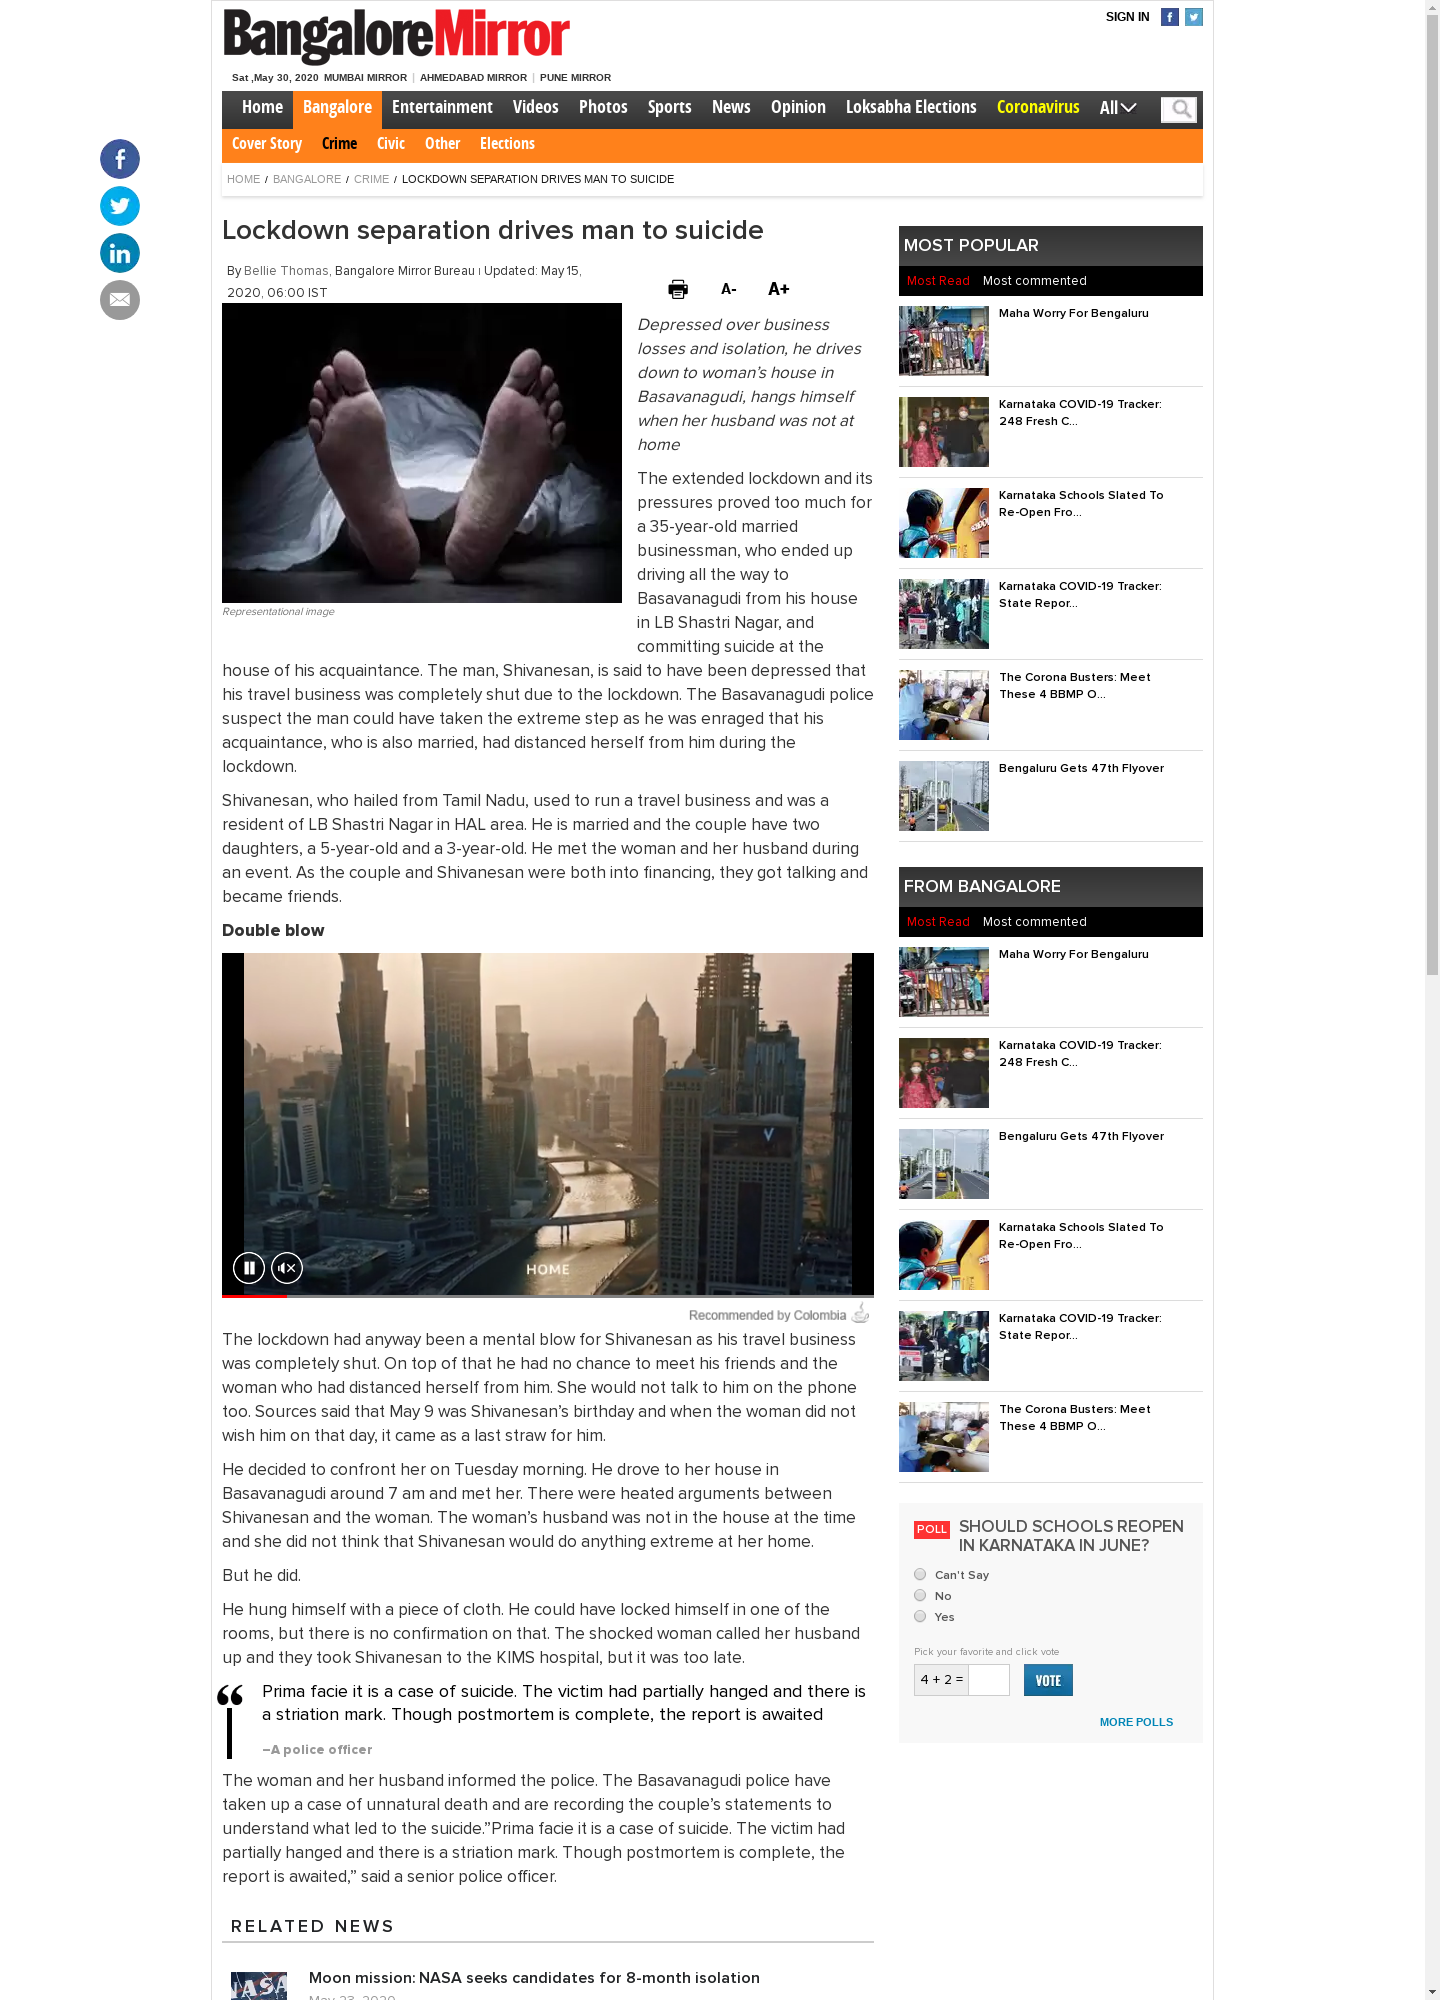 BangaloreMirror
SIGN IN
Sat ,May 30, 2020 MUMBAI MIRROR | AHMEDABAD MIRROR | PUNE MIRROR
Home Bangalore Entertainment Videos Photos Sports News Opinion Loksabha Elections Coronavirus All
Cover Story Crime Civic Other Elections
HOME / BANGALORE / CRIME / LOCKDOWN SEPARATION DRIVES MAN TO SUICIDE
Lockdown separation drives man to suicide
By Bellie Thomas, Bangalore Mirror Bureau | Updated: May 15,
2020, 06:00 IST
A- A+
Representational image
Depressed over business
losses and isolation, he drives
down to woman’s house in
Basavanagudi, hangs himself
when her husband was not at
home
The extended lockdown and its
pressures proved too much for
a 35-year-old married
businessman, who ended up
driving all the way to
Basavanagudi from his house
in LB Shastri Nagar, and
committing suicide at the
house of his acquaintance. The man, Shivanesan, is said to have been depressed that
his travel business was completely shut due to the lockdown. The Basavanagudi police
suspect the man could have taken the extreme step as he was enraged that his
acquaintance, who is also married, had distanced herself from him during the
lockdown.
Shivanesan, who hailed from Tamil Nadu, used to run a travel business and was a
resident of LB Shastri Nagar in HAL area. He is married and the couple have two
daughters, a 5-year-old and a 3-year-old. He met the woman and her husband during
an event. As the couple and Shivanesan were both into financing, they got talking and
became friends.
Double blow
HOME
Recommended by Colombia
The lockdown had anyway been a mental blow for Shivanesan as his travel business
was completely shut. On top of that he had no chance to meet his friends and the
woman who had distanced herself from him. She would not talk to him on the phone
too. Sources said that May 9 was Shivanesan’s birthday and when the woman did not
wish him on that day, it came as a last straw for him.
He decided to confront her on Tuesday morning. He drove to her house in
Basavanagudi around 7 am and met her. There were heated arguments between
Shivanesan and the woman. The woman’s husband was not in the house at the time
and she did not think that Shivanesan would do anything extreme at her home.
But he did.
He hung himself with a piece of cloth. He could have locked himself in one of the
rooms, but there is no confirmation on that. The shocked woman called her husband
up and they took Shivanesan to the KIMS hospital, but it was too late.
“
Prima facie it is a case of suicide. The victim had partially hanged and there is
a striation mark. Though postmortem is complete, the report is awaited
–A police officer
The woman and her husband informed the police. The Basavanagudi police have
taken up a case of unnatural death and are recording the couple’s statements to
understand what led to the suicide.”Prima facie it is a case of suicide. The victim had
partially hanged and there is a striation mark. Though postmortem is complete, the
report is awaited,” said a senior police officer.
RELATED NEWS
NASA
Moon mission: NASA seeks candidates for 8-month isolation
May 23, 2020
MOST POPULAR
Most Read Most commented
Maha Worry For Bengaluru
Karnataka COVID-19 Tracker:
248 Fresh C...
Karnataka Schools Slated To
Re-Open Fro...
Karnataka COVID-19 Tracker:
State Repor...
The Corona Busters: Meet
These 4 BBMP O...
Bengaluru Gets 47th Flyover
FROM BANGALORE
Most Read Most commented
Maha Worry For Bengaluru
Karnataka COVID-19 Tracker:
248 Fresh C...
Bengaluru Gets 47th Flyover
Karnataka Schools Slated To
Re-Open Fro...
Karnataka COVID-19 Tracker:
State Repor...
The Corona Busters: Meet
These 4 BBMP O...
POLL SHOULD SCHOOLS REOPEN
IN KARNATAKA IN JUNE?
Can't Say
No
Yes
Pick your favorite and click vote
4 + 2 = VOTE
MORE POLLS